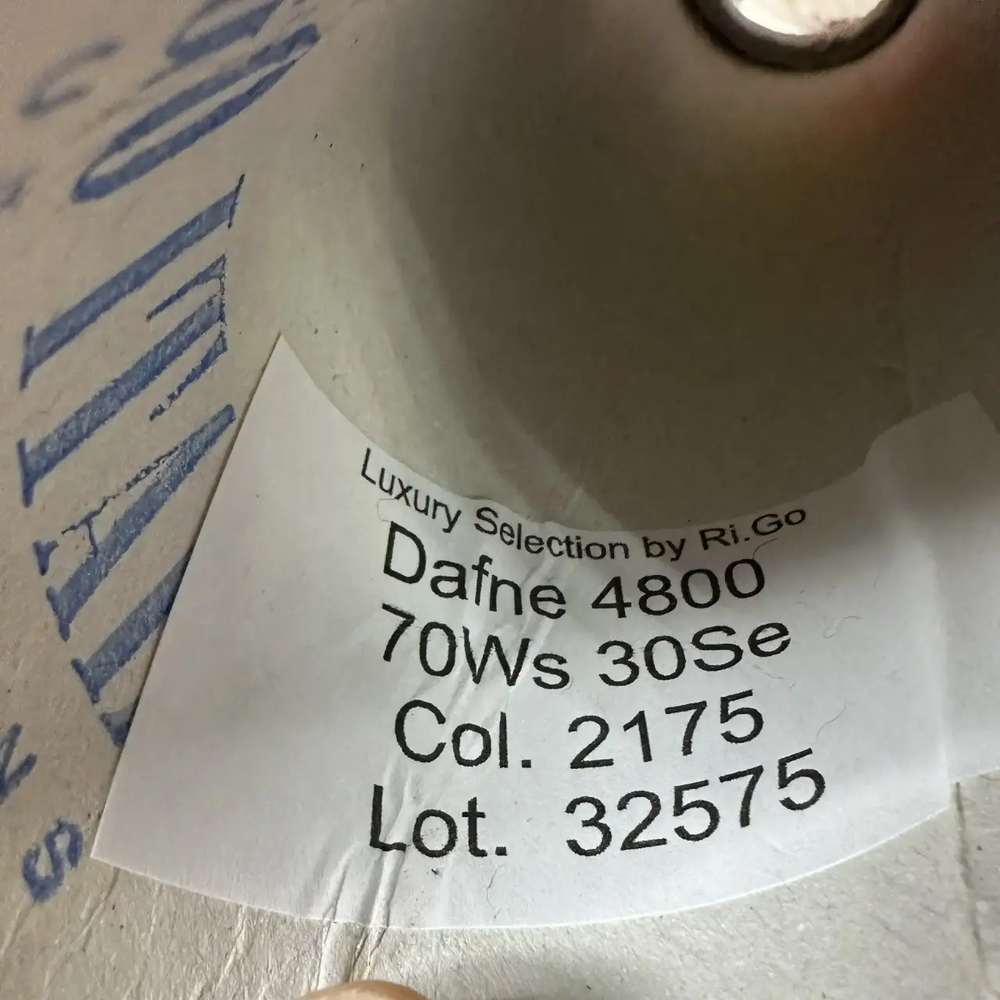 Luxury Selection by Ri.Go
Dafne 4800
70Ws 30Se
Col. 2175
Lot. 32575